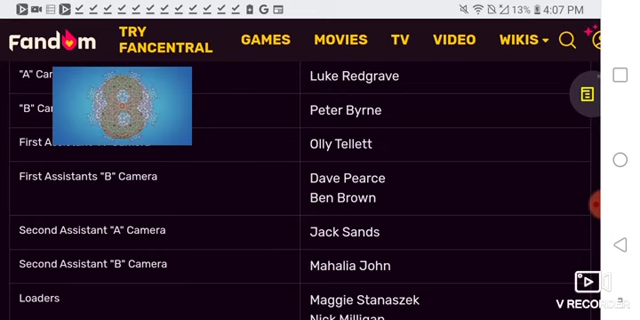 13% 4:07 PM
Fandom
TRY FANCENTRAL
GAMES MOVIES TV VIDEO WIKIS
"A" Luke Redgrave
"B" Peter Byrne
First Olly Tellett
First Assistants "B" Camera Dave Pearce
Ben Brown
Second Assistant "A" Camera Jack Sands
Second Assistant "B" Camera Mahalia John
Loaders Maggie Stanaszek
Nick Milligan
V RECORDER